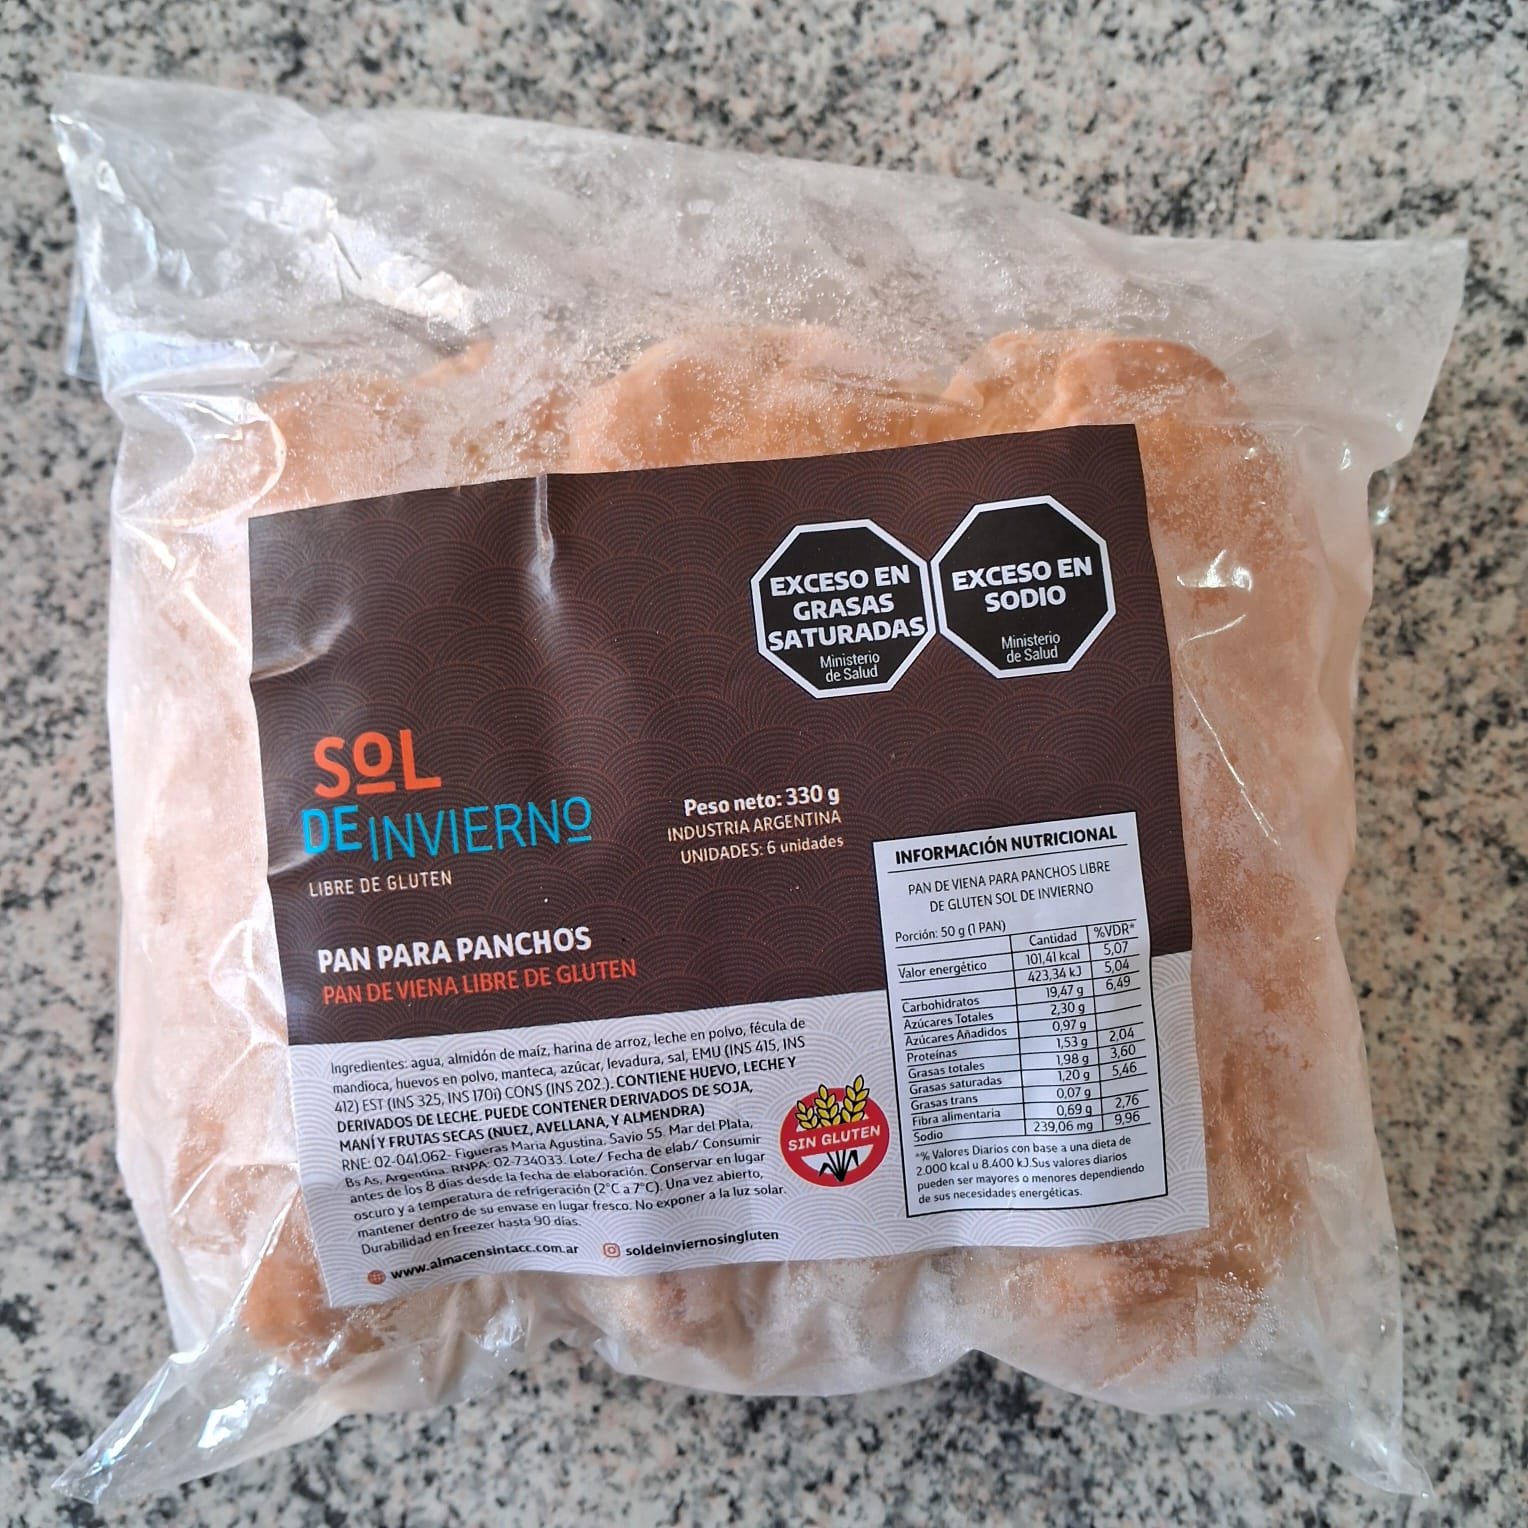 EXCESO EN
GRASAS
SATURADAS
Ministerio
de Salud
EXCESO EN
SODIO
Ministerio
de Salud
SOL
DE INVIERNO
LIBRE DE GLUTEN
Peso neto: 330 g
INDUSTRIA ARGENTINA
UNIDADES: 6 unidades
PAN PARA PANCHOS
PAN DE VIENA LIBRE DE GLUTEN
Ingredientes: agua, almidón de maíz, harina de arroz, leche en polvo, fécula de
mandioca, huevos en polvo, manteca, azúcar, levadura, sal, EMU (INS 415, INS
412) EST (INS 325, INS 170i) CONS (INS 202.). CONTIENE HUEVO, LECHE Y
DERIVADOS DE LECHE. PUEDE CONTENER DERIVADOS DE SOJA,
MANÍ Y FRUTAS SECAS (NUEZ, AVELLANA, Y ALMENDRA)
RNE: 02-041.062- Figueras Maria Agustina. Savio 55. Mar del Plata,
Bs As, Argentina. RNPA: 02-734033. Lote/ Fecha de elab/ Consumir
antes de los 8 días desde la fecha de elaboración. Conservar en lugar
oscuro y a temperatura de refrigeración (2°C a 7°C). Una vez abierto,
mantener dentro de su envase en lugar fresco. No exponer a la luz solar.
Durabilidad en freezer hasta 90 días.
www.almacensintacc.com.ar
soldeinviernosingluten
SIN GLUTEN
INFORMACIÓN NUTRICIONAL
PAN DE VIENA PARA PANCHOS LIBRE
DE GLUTEN SOL DE INVIERNO
Porción: 50 g (1 PAN)
Cantidad %VDR*
Valor energético 101,41 kcal 5,07
423,34 kJ 5,04
Carbohidratos 19,47 g 6,49
Azúcares Totales 2,30 g
Azúcares Añadidos 0,97 g
Proteínas 1,53 g 2,04
Grasas totales 1,98 g 3,60
Grasas saturadas 1,20 g 5,46
Grasas trans 0,07 g
Fibra alimentaria 0,69 g 2,76
Sodio 239,06 mg 9,96
*% Valores Diarios con base a una dieta de
2.000 kcal u 8.400 kJ.Sus valores diarios
pueden ser mayores o menores dependiendo
de sus necesidades energéticas.